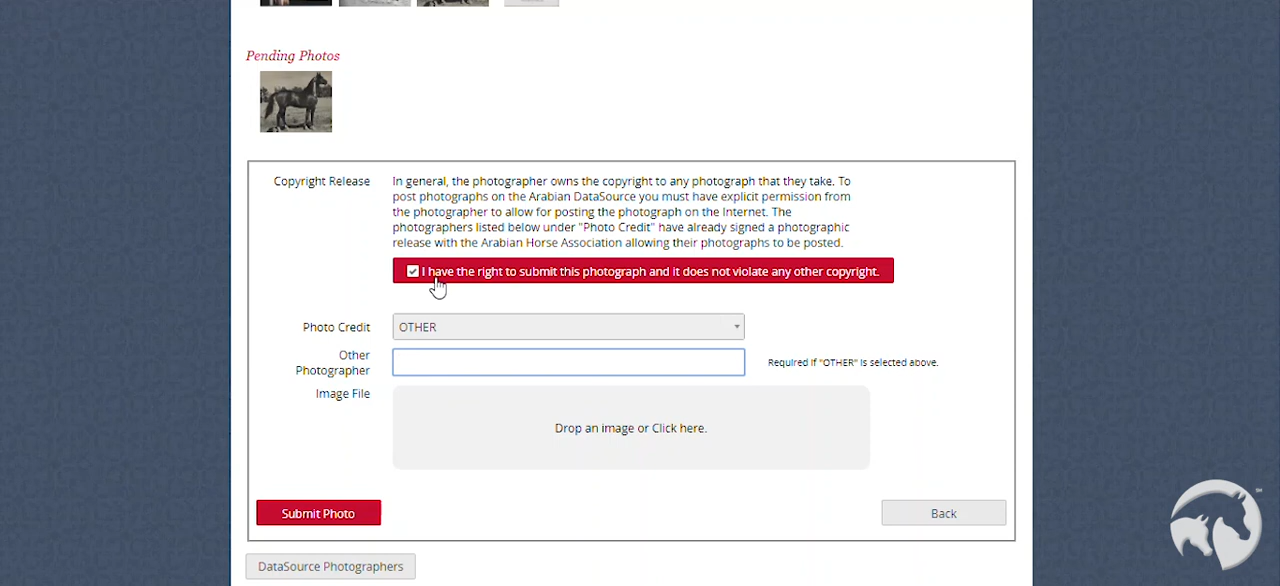 Pending Photos
Copyright Release
In general, the photographer owns the copyright to any photograph that they take. To
post photographs on the Arabian DataSource you must have explicit permission from
the photographer to allow for posting the photograph on the Internet. The
photographers listed below under "Photo Credit" have already signed a photographic
release with the Arabian Horse Association allowing their photographs to be posted.
I have the right to submit this photograph and it does not violate any other copyright.
Photo Credit
OTHER
Other
Photographer
Required if "OTHER" is selected above.
Image File
Drop an image or Click here.
Submit Photo
Back
DataSource Photographers